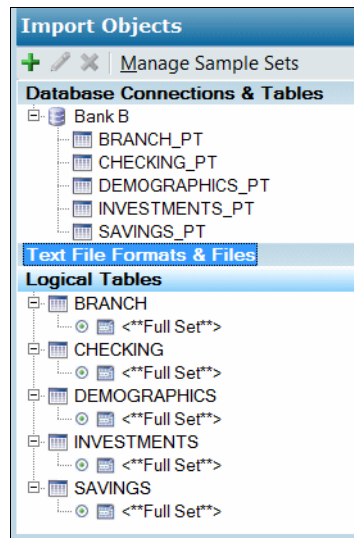 Import Objects
Manage Sample Sets
Database Connections & Tables
Bank B
BRANCH_PT
CHECKING_PT
DEMOGRAPHICS_PT
INVESTMENTS_PT
SAVINGS_PT
Text File Formats & Files
Logical Tables
BRANCH
<**Full Set**>
CHECKING
<**Full Set**>
DEMOGRAPHICS
<**Full Set**>
INVESTMENTS
<**Full Set**>
SAVINGS
<**Full Set**>